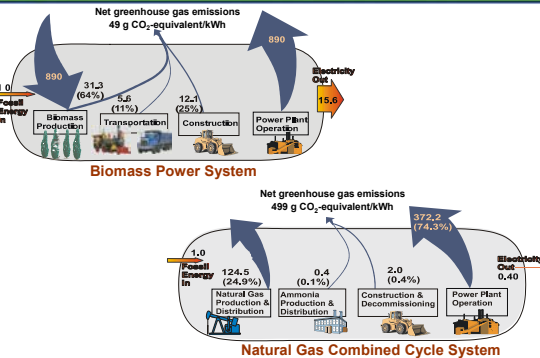 Net greenhouse gas emissions
49 g CO₂-equivalent/kWh
890
890
31.3
(64%)
5.6
(11%)
12.1
(25%)
1.0
Fossil
Energy
In
Electricity
Out
15,6
Biomass
Production
Transportation
Construction
Power Plant
Operation
Biomass Power System
Net greenhouse gas emissions
499 g CO₂-equivalent/kWh
372.2
(74.3%)
1.0
Fossil
Energy
In
124.5
(24.9%)
0,4
(0.1%)
2.0
(0.4%)
Electricity
Out
0.40
Natural Gas
Production &
Distribution
Ammonia
Production &
Distribution
Construction &
Decommissioning
Power Plant
Operation
Natural Gas Combined Cycle System